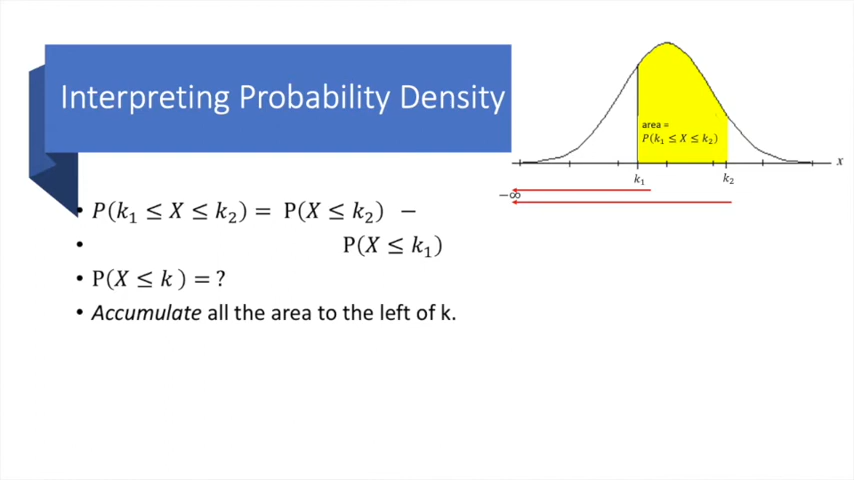 Interpreting Probability Density
area =
P(k₁ ≤ X ≤ k₂)
x
k₁
k₂
−∞
• P(k₁ ≤ X ≤ k₂) = P(X ≤ k₂) −
• P(X ≤ k₁)
• P(X ≤ k ) = ?
• Accumulate all the area to the left of k.